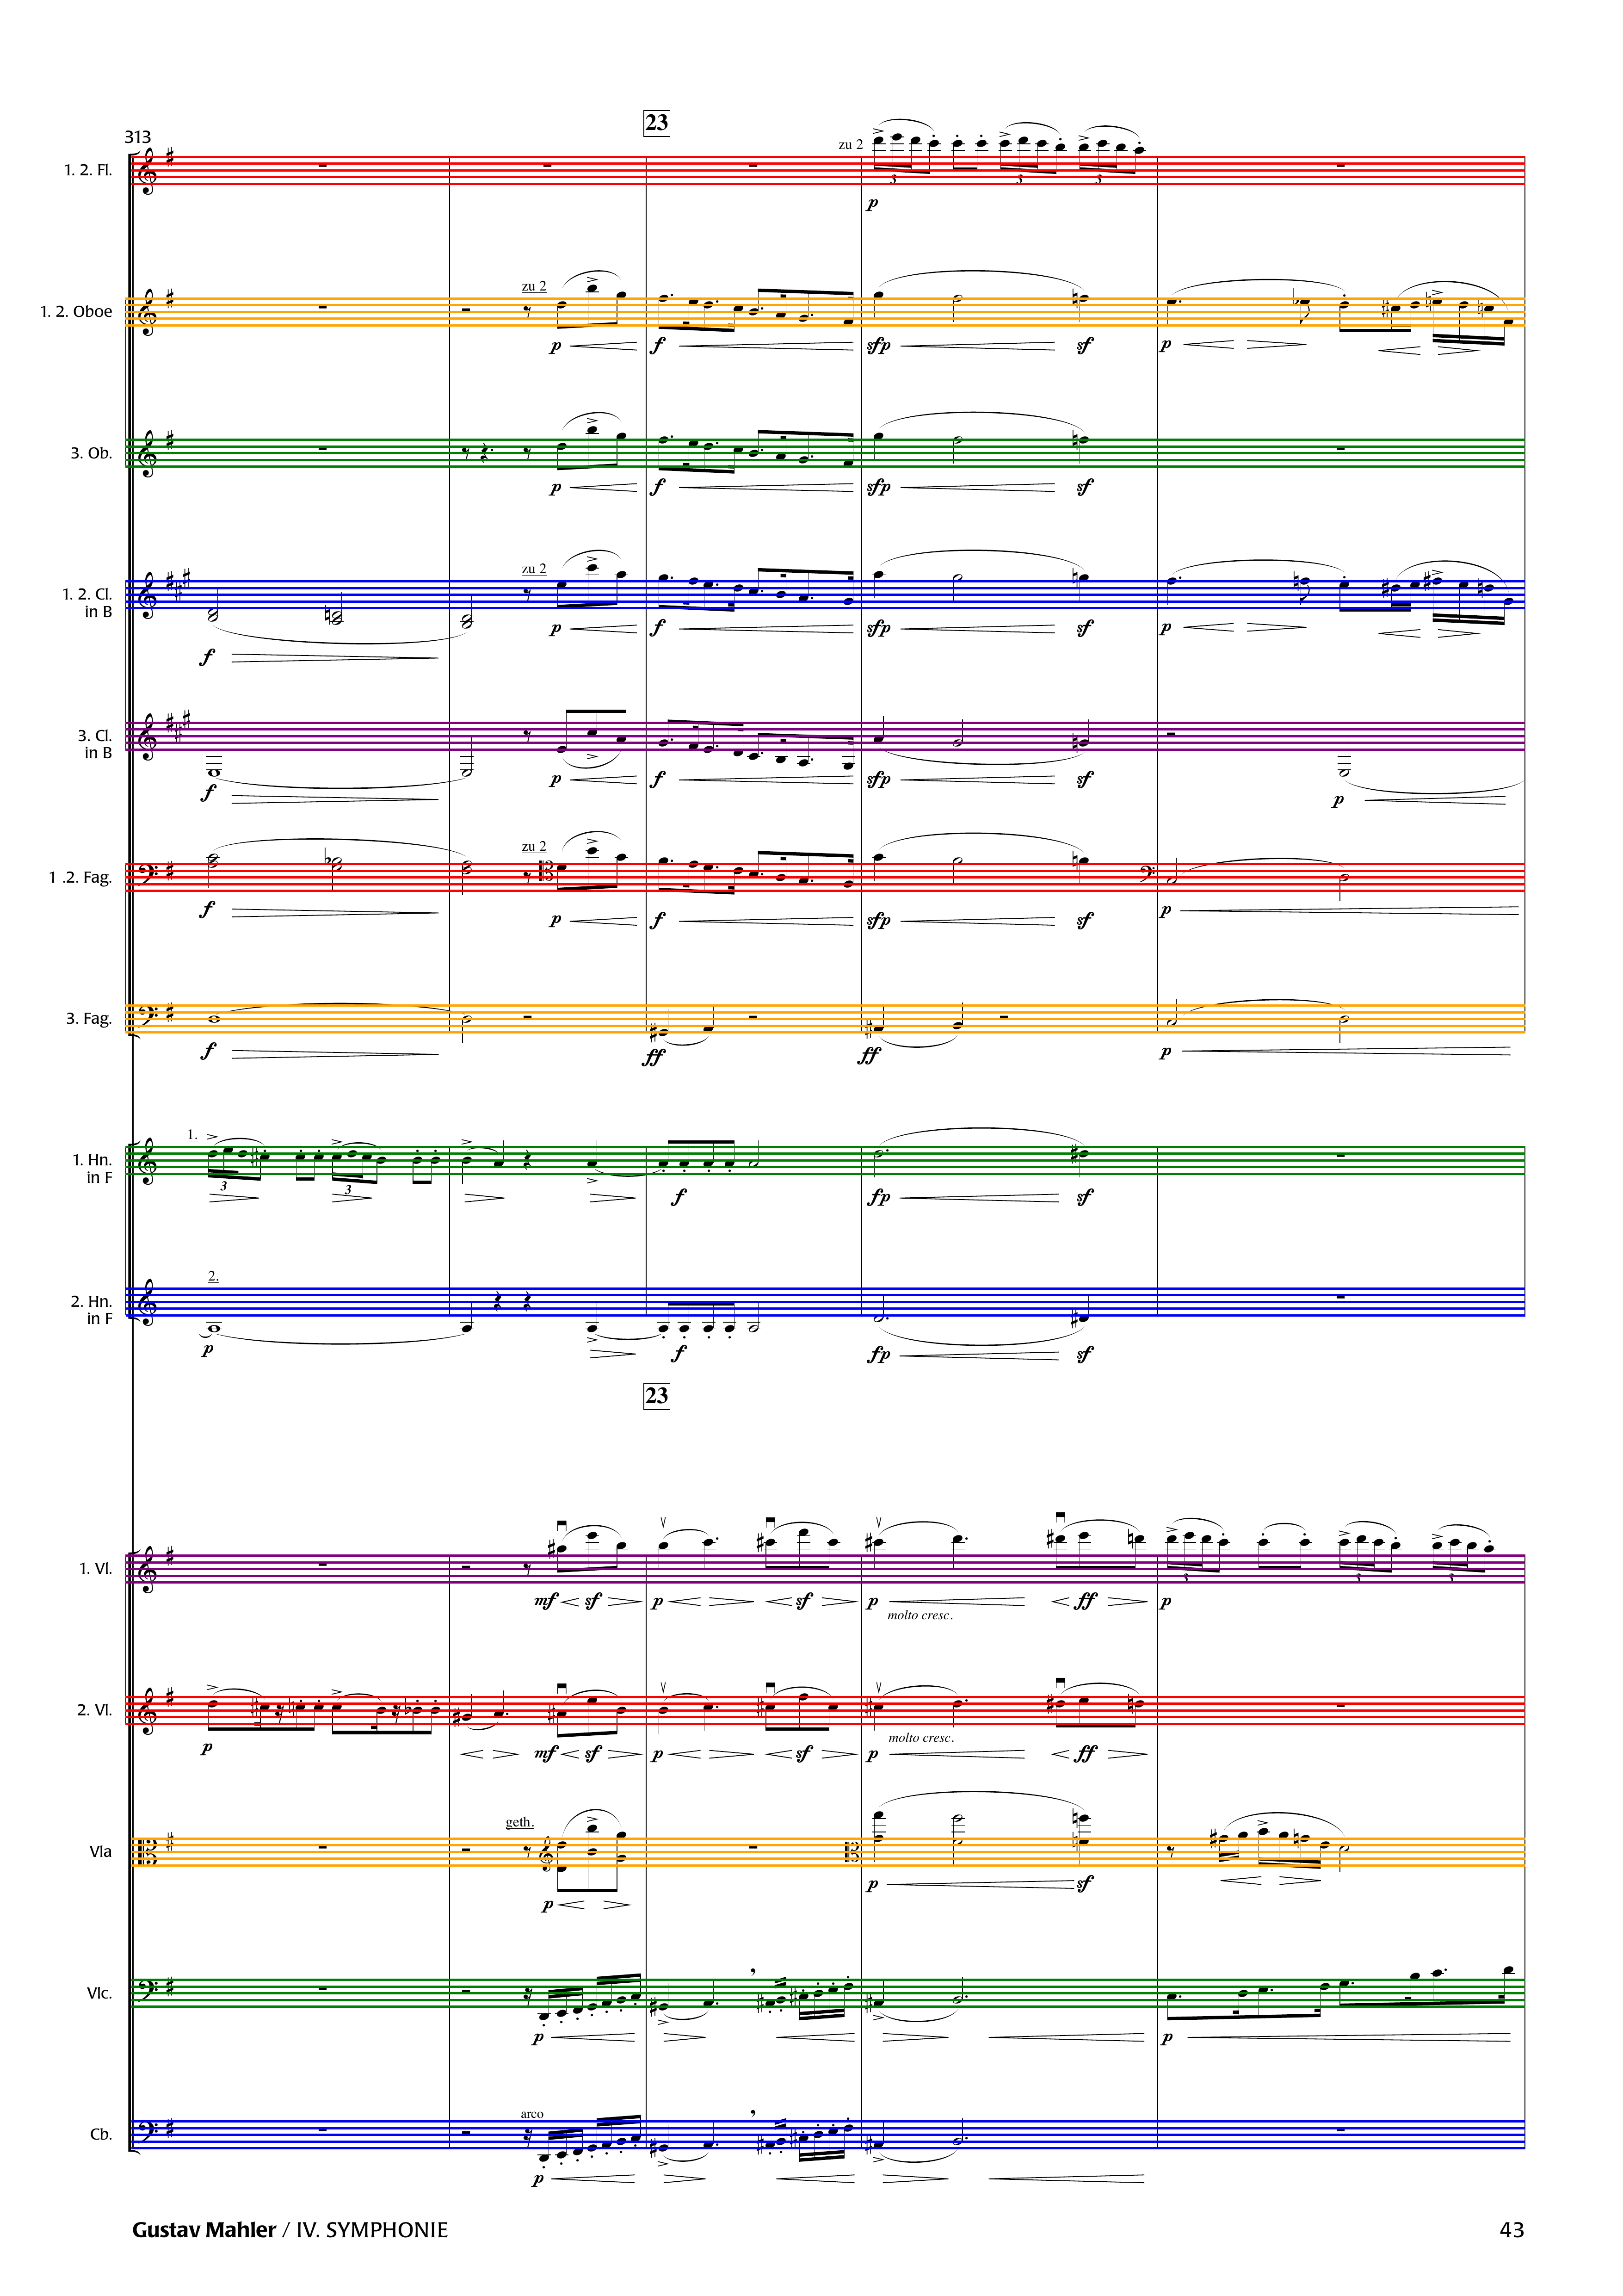 23
313
zu 2
1. 2. Fl.
3
3
3
p
zu 2
1. 2. Oboe
p
f
sfp
sf
p
3. Ob.
p
f
sfp
sf
zu 2
1. 2. Cl.
in B
p
f
sfp
sf
p
f
3. Cl.
in B
f
p
f
sfp
sf
p
zu 2
1 .2. Fag.
f
p
f
sfp
sf
p
3. Fag.
f
ff
ff
p
1.
1. Hn.
in F
3
3
f
fp
sf
2.
2. Hn.
in F
p
f
fp
sf
23
1. Vl.
3
3
3
mf
sf
p
sf
p
ff
p
molto cresc.
2. Vl.
molto cresc.
p
mf
sf
p
sf
p
ff
geth.
Vla
p
sf
p
Vlc.
p
p
arco
Cb.
p
Gustav Mahler / IV. SYMPHONIE
43